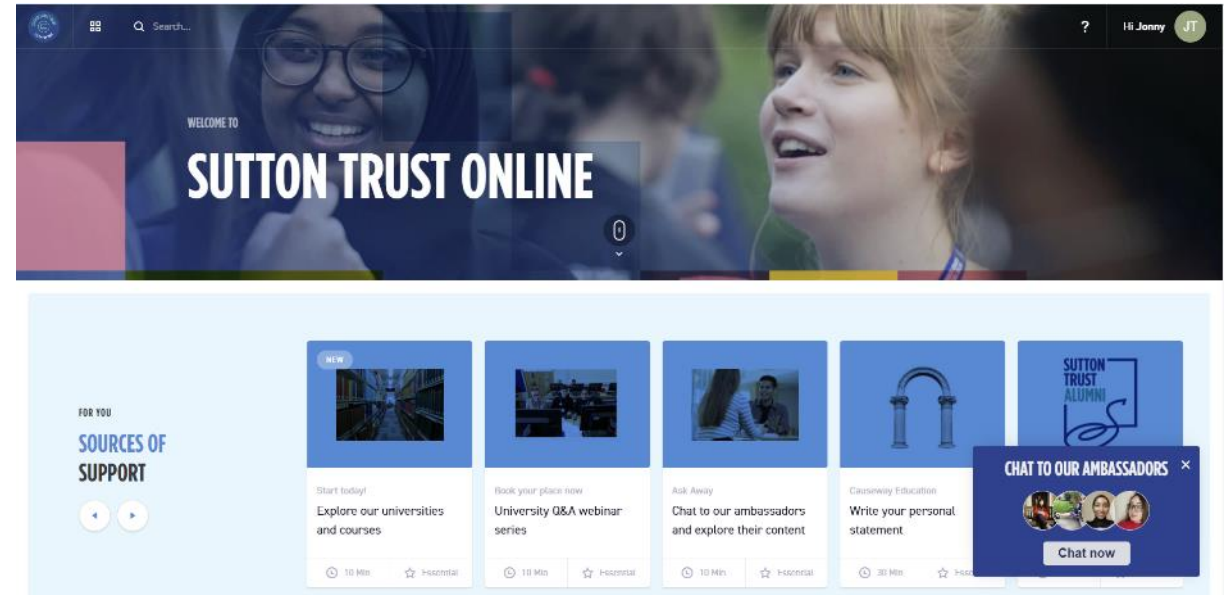 Search...
?
Hi Jonny
JT
WELCOME TO
SUTTON TRUST ONLINE
FOR YOU
SOURCES OF
SUPPORT
NEW
Start today!
Explore our universities
and courses
10 Min
Essential
Book your place now
University Q&A webinar
series
10 Min
Essential
Ask Away
Chat to our ambassadors
and explore their content
10 Min
Essential
Causeway Education
Write your personal
statement
30 Min
SUTTON
TRUST
ALUMNI
CHAT TO OUR AMBASSADORS
Chat now